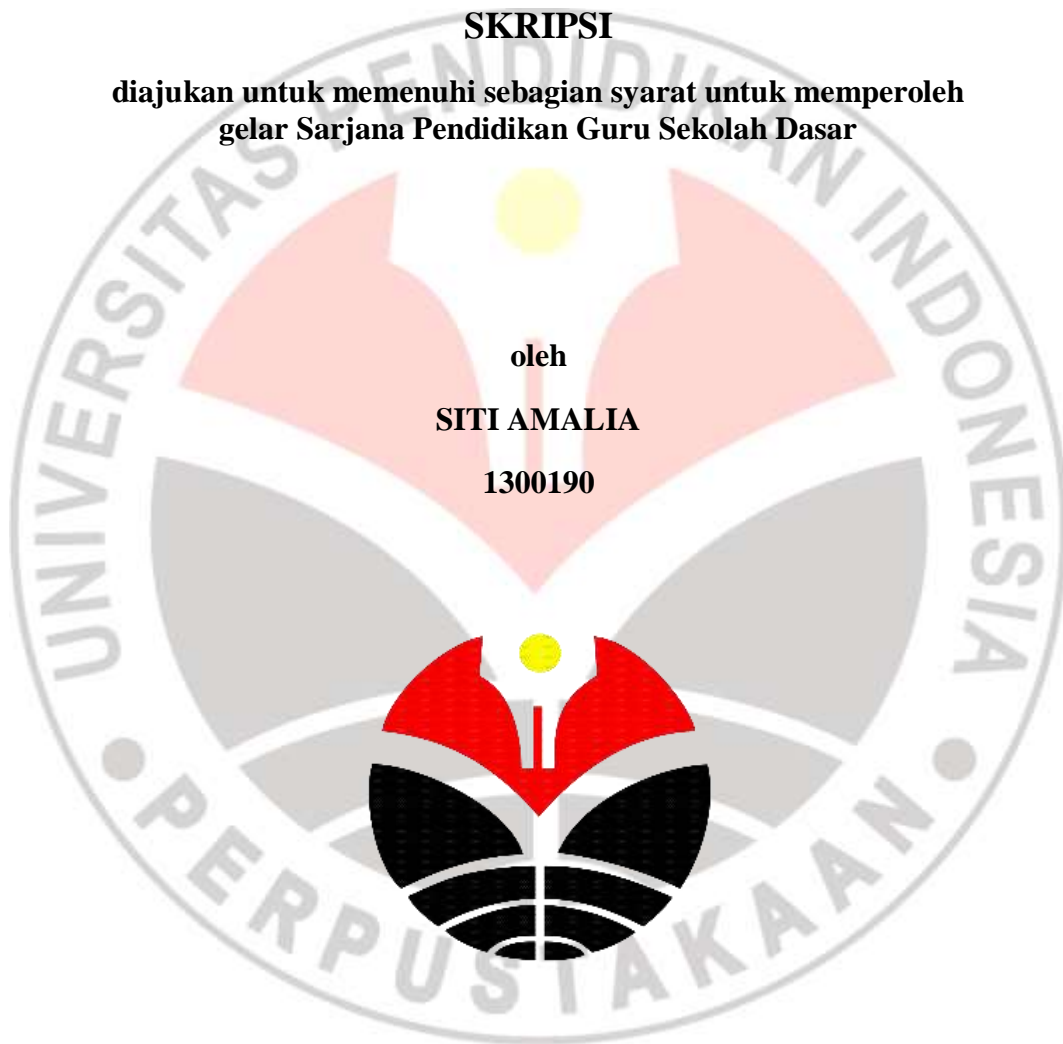 SKRIPSI
diajukan untuk memenuhi sebagian syarat untuk memperoleh
gelar Sarjana Pendidikan Guru Sekolah Dasar
oleh
SITI AMALIA
1300190
UNIVERSITAS PENDIDIKAN INDONESIA
PERPUSTAKAAN